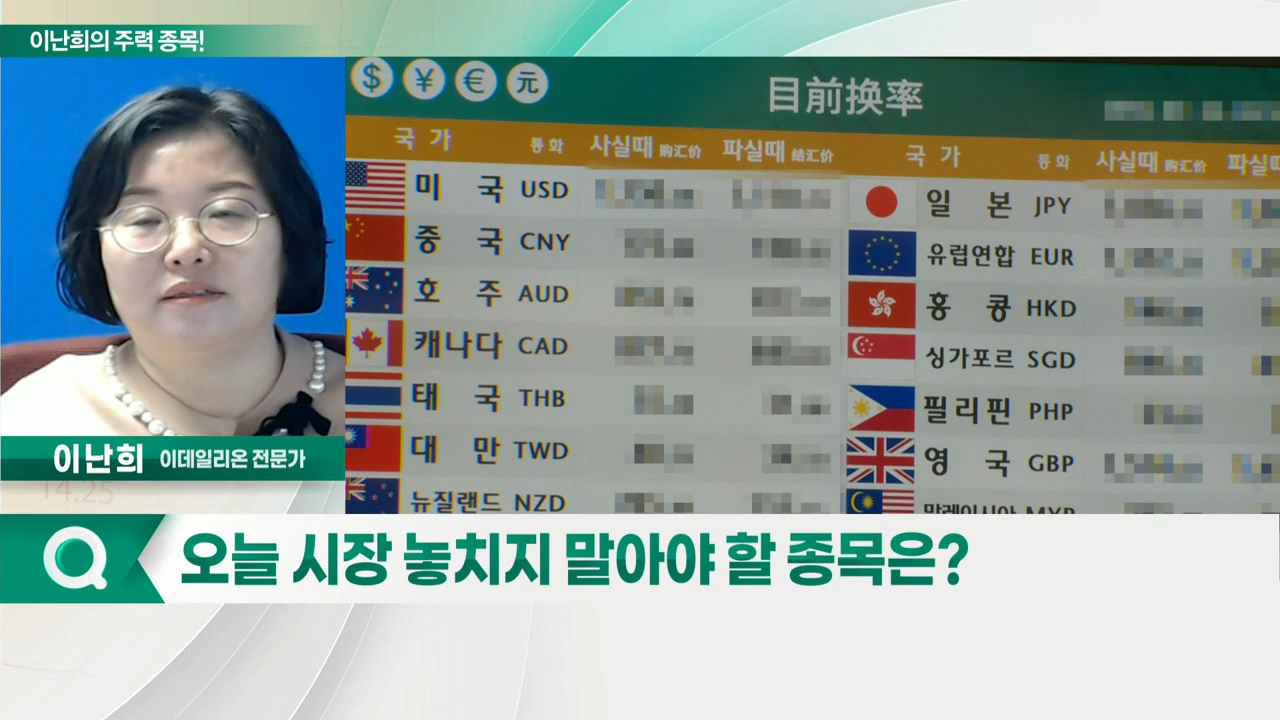 이난희의 주력 종목!
$ ¥ € 元
目前换率
국 가 통화 사실때 购汇价 파실때 结汇价 국 가 통화 사실때 购汇价
미 국 USD 일 본 JPY
중 국 CNY 유럽연합 EUR
호 주 AUD 홍 콩 HKD
캐나다 CAD 싱가포르 SGD
태 국 THB 필리핀 PHP
대 만 TWD 영 국 GBP
뉴질랜드 NZD
이난희 이데일리온 전문가
14.25
Q 오늘 시장 놓치지 말아야 할 종목은?